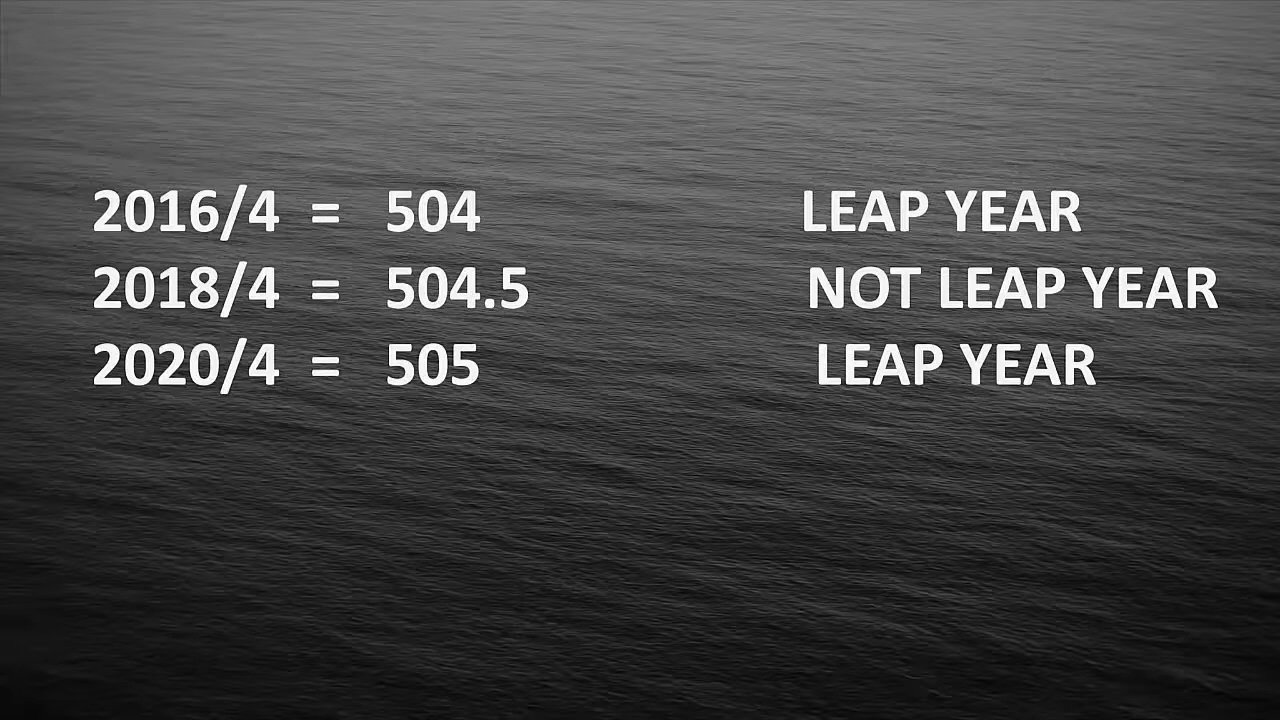 2016/4 = 504 LEAP YEAR
2018/4 = 504.5 NOT LEAP YEAR
2020/4 = 505 LEAP YEAR